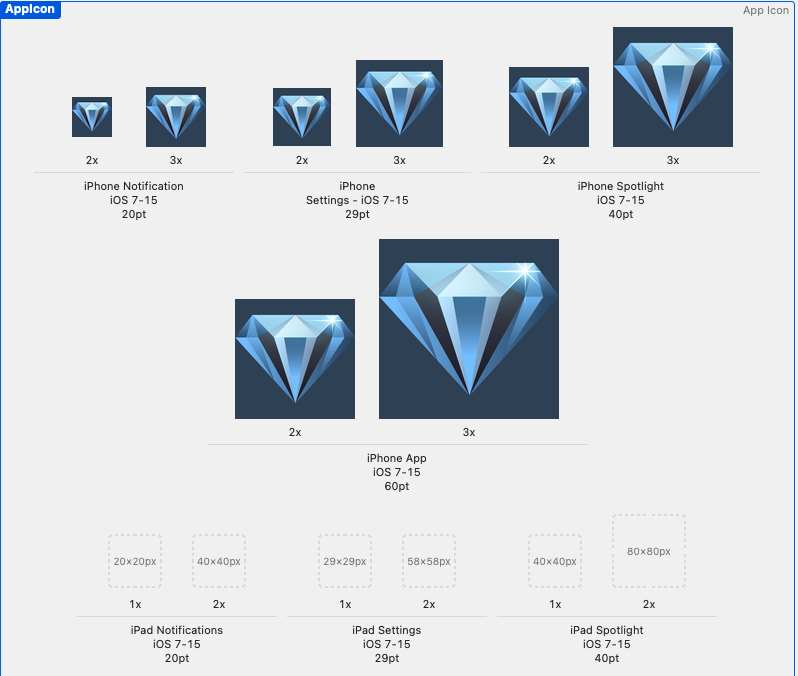 AppIcon
App Icon
2x
3x
2x
3x
2x
3x
iPhone Notification
iOS 7-15
20pt
iPhone
Settings - iOS 7-15
29pt
iPhone Spotlight
iOS 7-15
40pt
2x
3x
iPhone App
iOS 7-15
60pt
20×20px
40×40px
29×29px
58×58px
40×40px
80×80px
1x
2x
1x
2x
1x
2x
iPad Notifications
iOS 7-15
20pt
iPad Settings
iOS 7-15
29pt
iPad Spotlight
iOS 7-15
40pt